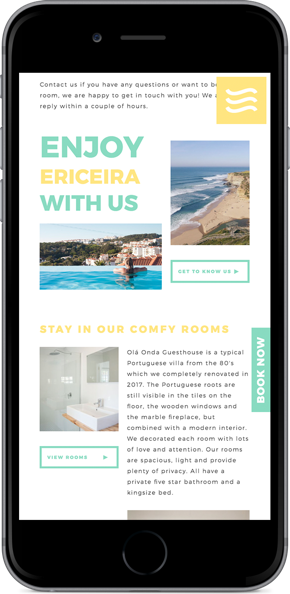 Contact us if you have any questions or want to
room, we are happy to get in touch with you! We
reply within a couple of hours.
ENJOY
ERICEIRA
WITH US
GET TO KNOW US
STAY IN OUR COMFY ROOMS
Olá Onda Guesthouse is a typical
Portuguese villa from the 80's
which we completely renovated in
2017. The Portuguese roots are
still visible in the tiles on the
floor, the wooden windows and
the marble fireplace, but
combined with a modern interior.
We decorated each room with lots
of love and attention. Our rooms
are spacious, light and provide
plenty of privacy. All have a
private five star bathroom and a
kingsize bed.
VIEW ROOMS
BOOK NOW